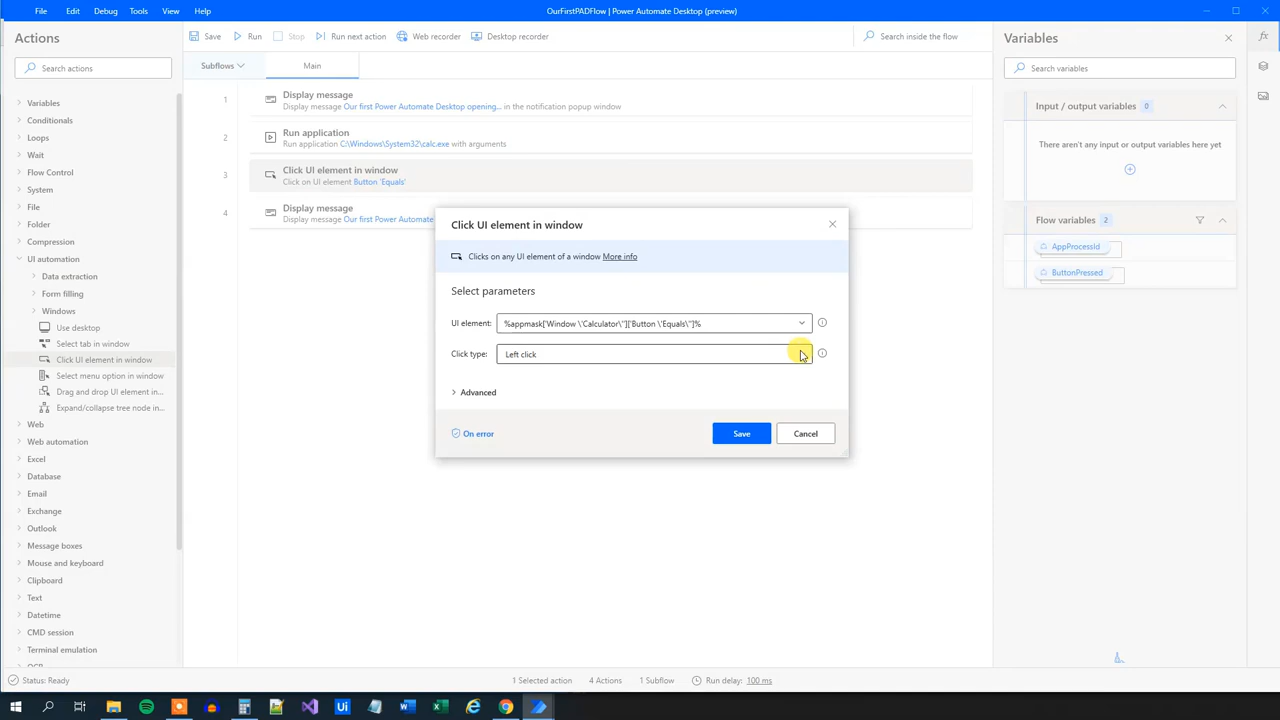 File Edit Debug Tools View Help
OurFirstPADFlow | Power Automate Desktop (preview)
Actions
Search actions
Variables
Conditionals
Loops
Wait
Flow Control
System
File
Folder
Compression
UI automation
Data extraction
Form filling
Windows
Use desktop
Select tab in window
Click UI element in window
Select menu option in window
Drag and drop UI element in...
Expand/collapse tree node in...
Web
Web automation
Excel
Database
Email
Exchange
Outlook
Message boxes
Mouse and keyboard
Clipboard
Text
Datetime
CMD session
Terminal emulation
OCR
Save Run Stop Run next action Web recorder Desktop recorder
Search inside the flow
Subflows Main
1
Display message
Display message Our first Power Automate Desktop opening... in the notification popup window
2
Run application
Run application C:\Windows\System32\calc.exe with arguments
3
Click UI element in window
Click on UI element Button 'Equals'
4
Display message
Display message Our first Power Automate
Click UI element in window
Clicks on any UI element of a window More info
Select parameters
UI element: %appmask['Window \'Calculator\'']['Button \'Equals\'']%
Click type: Left click
Advanced
On error
Save Cancel
Variables
Search variables
Input / output variables 0
There aren't any input or output variables here yet
Flow variables 2
AppProcessId
ButtonPressed
Status: Ready
1 Selected action 4 Actions 1 Subflow Run delay: 100 ms